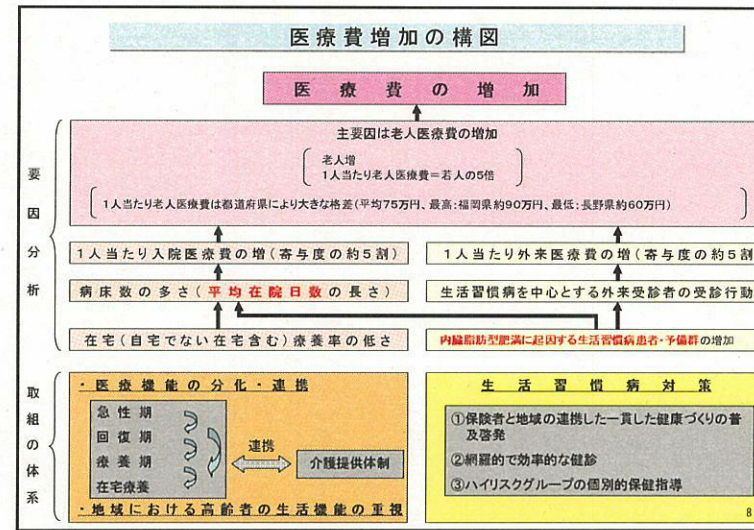 医療費増加の構図
医療費の増加
主要因は老人医療費の増加
老人増
1人当たり老人医療費＝若人の5倍
1人当たり老人医療費は都道府県により大きな格差(平均75万円、最高:福岡県約90万円、最低:長野県約60万円)
要因分析
1人当たり入院医療費の増(寄与度の約5割)
1人当たり外来医療費の増(寄与度の約5割)
病床数の多さ(平均在院日数の長さ)
生活習慣病を中心とする外来受診者の受診行動
在宅(自宅でない在宅含む)療養率の低さ
内臓脂肪型肥満に起因する生活習慣病患者・予備群の増加
取組の体系
・医療機能の分化・連携
急性期
回復期
療養期
在宅療養
連携
介護提供体制
・地域における高齢者の生活機能の重視
生活習慣病対策
①保険者と地域の連携した一貫した健康づくりの普
及啓発
②網羅的で効率的な健診
③ハイリスクグループの個別的保健指導
8